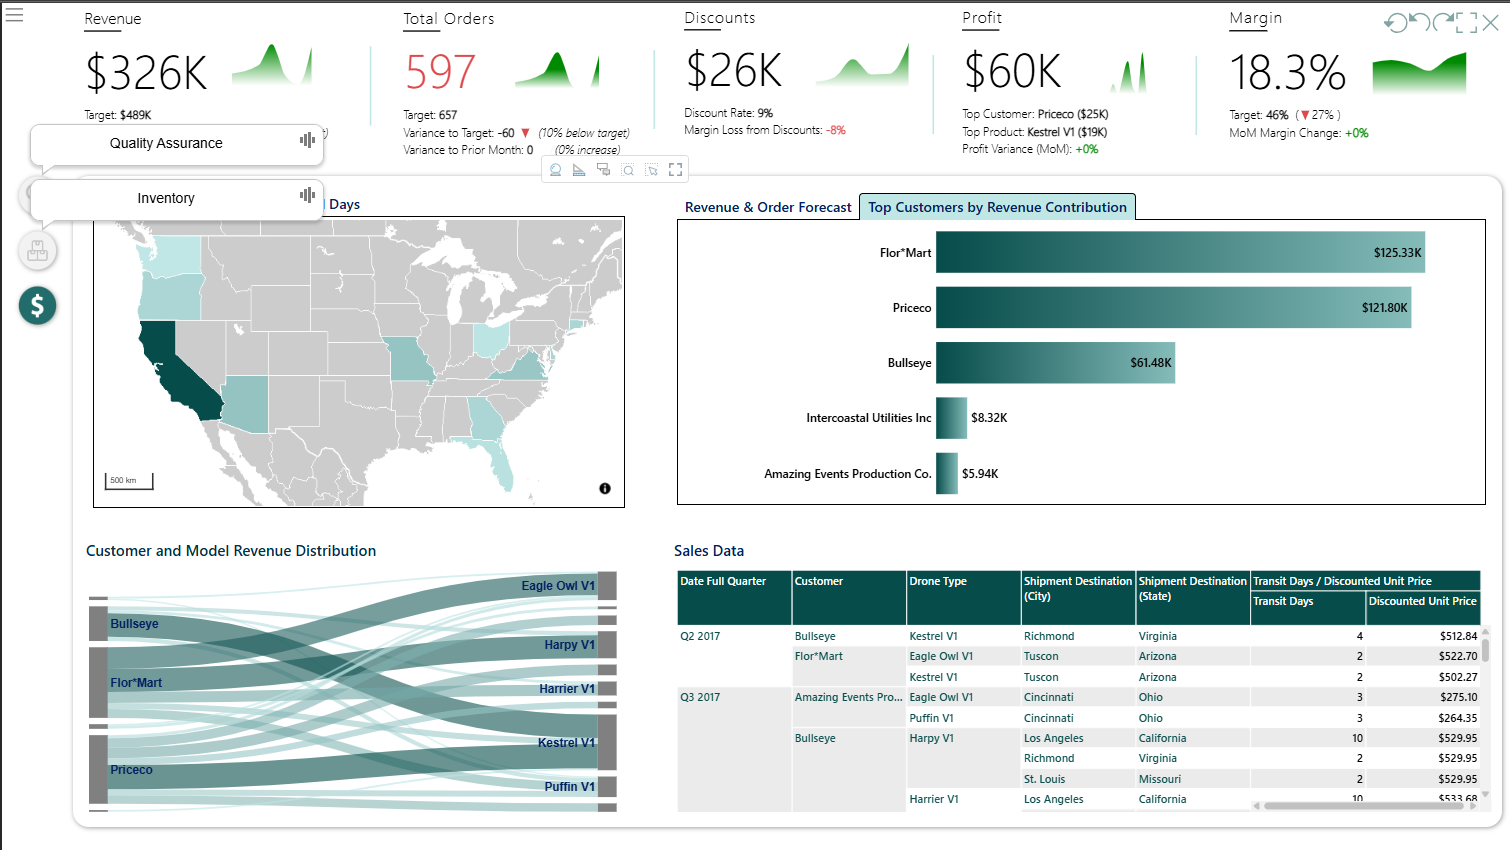 Revenue
$326K
Target: $489K
Total Orders
597
Target: 657
Variance to Target: -60 ▼ (10% below target)
Variance to Prior Month: 0 (0% increase)
Discounts
$26K
Discount Rate: 9%
Margin Loss from Discounts: -8%
Profit
$60K
Top Customer: Priceco ($25K)
Top Product: Kestrel V1 ($19K)
Profit Variance (MoM): +0%
Margin
18.3%
Target: 46% (▼27% )
MoM Margin Change: +0%
Quality Assurance
Inventory
$
Days
500 km
Revenue & Order Forecast
Top Customers by Revenue Contribution
Flor*Mart $125.33K
Priceco $121.80K
Bullseye $61.48K
Intercoastal Utilities Inc $8.32K
Amazing Events Production Co. $5.94K
Customer and Model Revenue Distribution
Eagle Owl V1
Bullseye
Harpy V1
Flor*Mart
Harrier V1
Kestrel V1
Priceco
Puffin V1
Sales Data
Date Full Quarter Customer Drone Type Shipment Destination (City) Shipment Destination (State) Transit Days / Discounted Unit Price
Transit Days Discounted Unit Price
Q2 2017 Bullseye Kestrel V1 Richmond Virginia 4 $512.84
Flor*Mart Eagle Owl V1 Tuscon Arizona 2 $522.70
Kestrel V1 Tuscon Arizona 2 $502.27
Q3 2017 Amazing Events Pro... Eagle Owl V1 Cincinnati Ohio 3 $275.10
Puffin V1 Cincinnati Ohio 3 $264.35
Bullseye Harpy V1 Los Angeles California 10 $529.95
Richmond Virginia 2 $529.95
St. Louis Missouri 2 $529.95
Harrier V1 Los Angeles California 10 $533.68